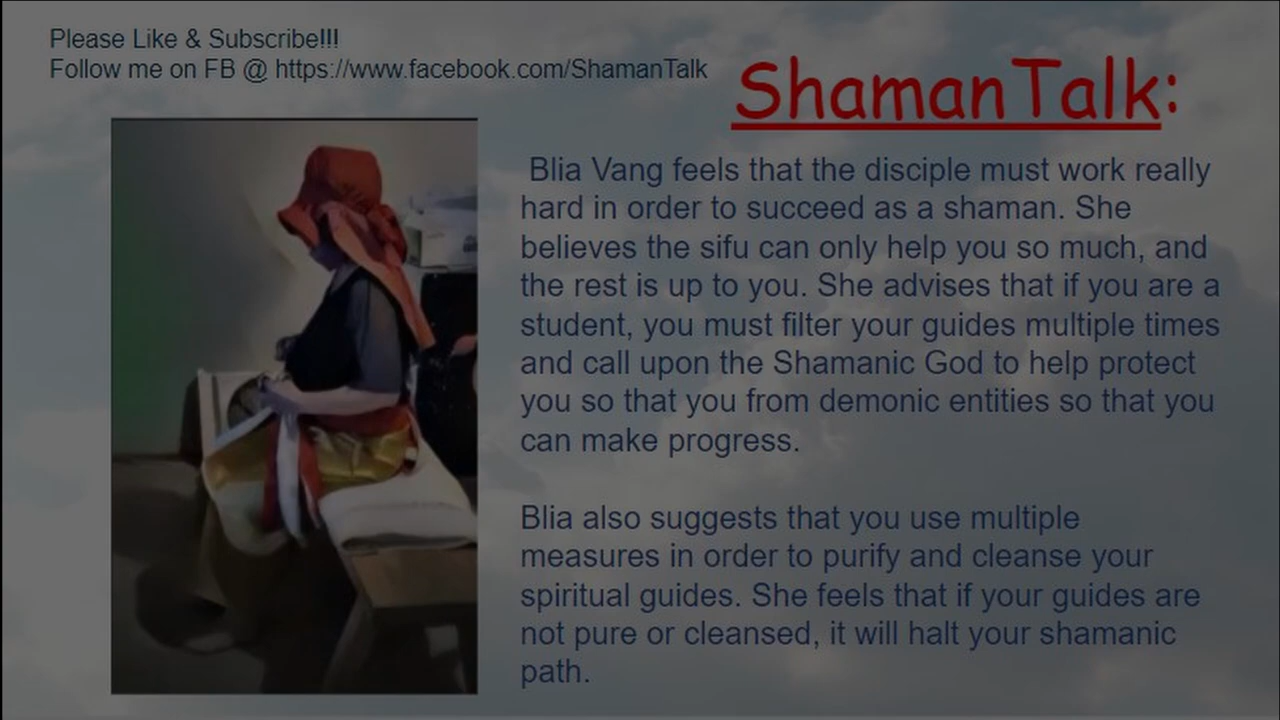 Please Like & Subscribe!!!
Follow me on FB @ https://www.facebook.com/ShamanTalk
ShamanTalk:
Blia Vang feels that the disciple must work really
hard in order to succeed as a shaman. She
believes the sifu can only help you so much, and
the rest is up to you. She advises that if you are a
student, you must filter your guides multiple times
and call upon the Shamanic God to help protect
you so that you from demonic entities so that you
can make progress.
Blia also suggests that you use multiple
measures in order to purify and cleanse your
spiritual guides. She feels that if your guides are
not pure or cleansed, it will halt your shamanic
path.